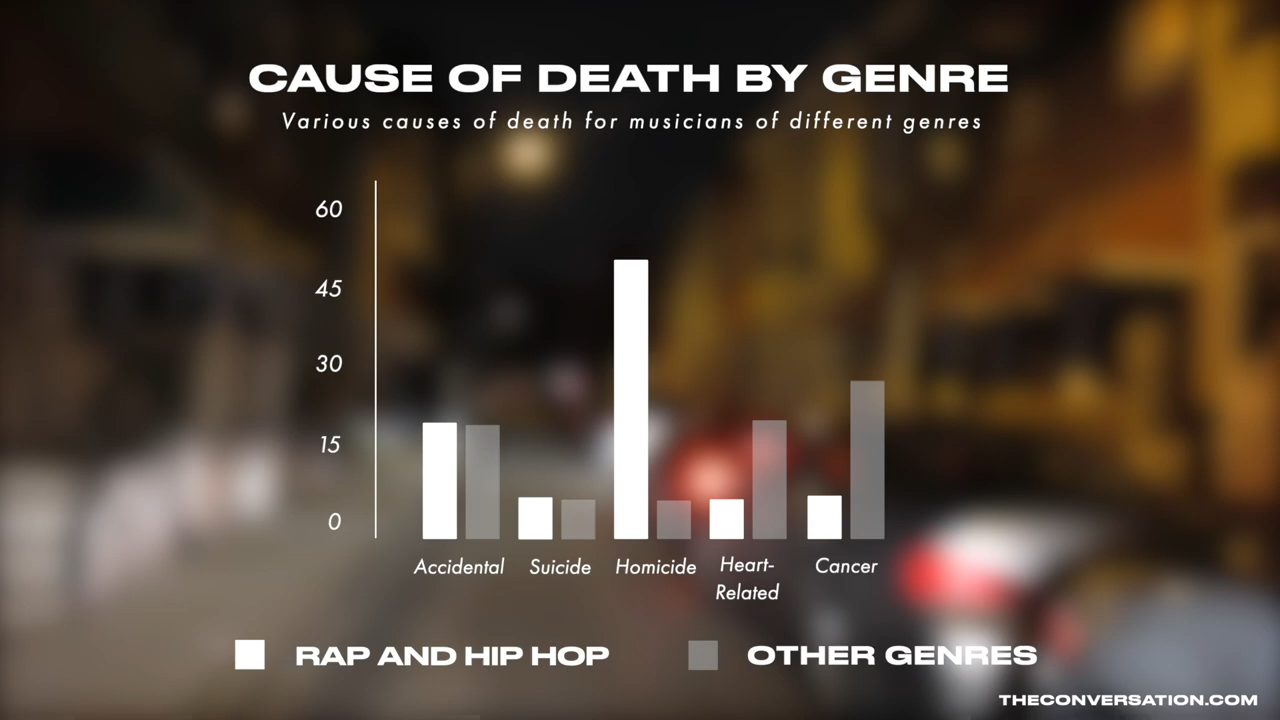 CAUSE OF DEATH BY GENRE
Various causes of death for musicians of different genres
60
45
30
15
0
Accidental Suicide Homicide Heart-Related Cancer
RAP AND HIP HOP OTHER GENRES
THECONVERSATION.COM